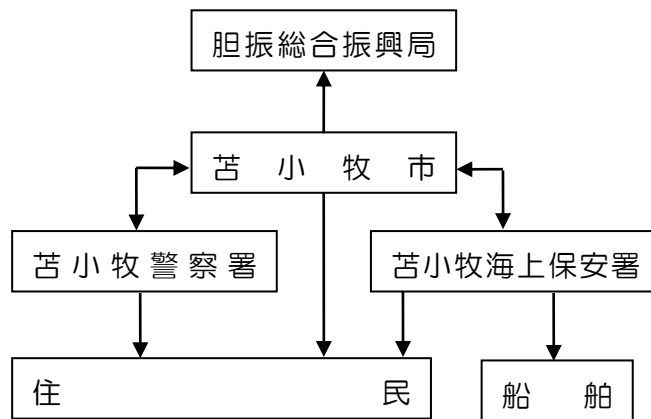 胆振総合振興局
苫小牧市
苫小牧警察署
苫小牧海上保安署
住民
船舶